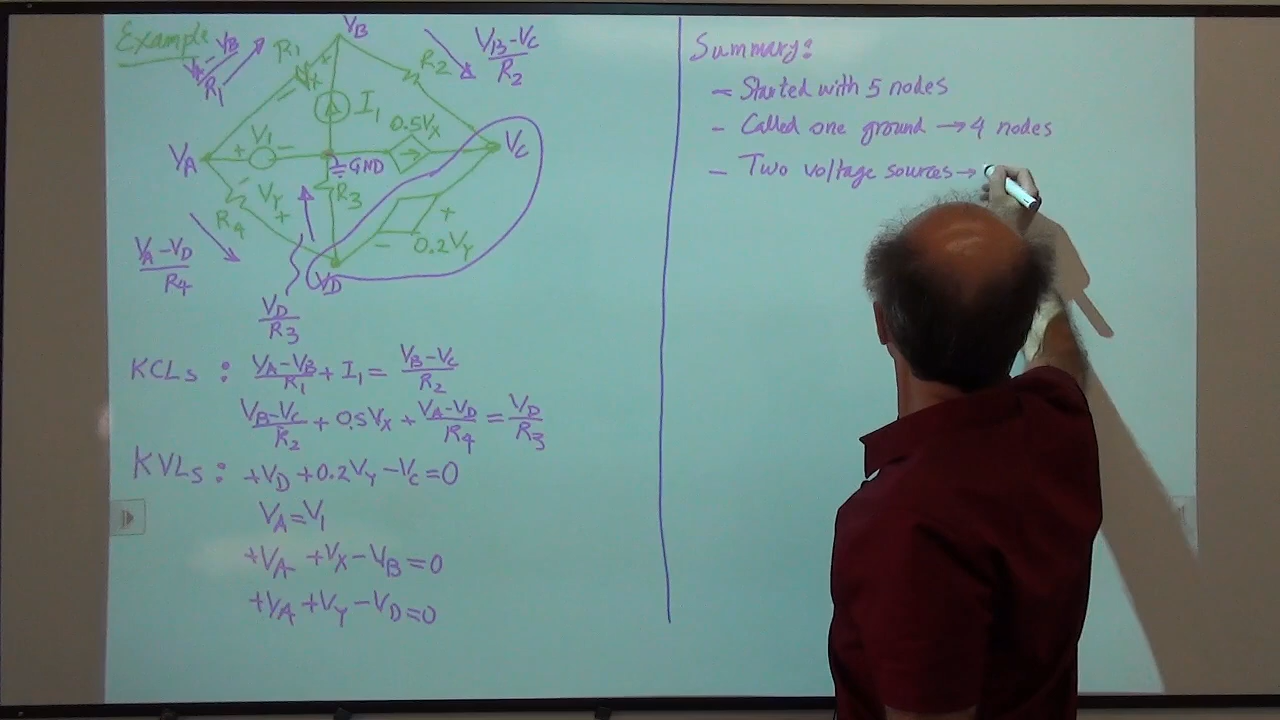 Example
VB
VA-VB
R1
R1
VX
+
-
R2
VB-VC
R2
I1
0.5VX
VC
V1
+
-
VA
GND
R3
-
VY
+
R4
VA-VD
R4
+
0.2VY
-
VD
VD
R3
KCLs : VA-VB/R1 + I1 = VB-VC/R2
VB-VC/R2 + 0.5VX + VA-VD/R4 = VD/R3
KVLs : +VD +0.2VY -VC=0
VA=V1
+VA +VX -VB=0
+VA +VY -VD=0
Summary:
- Started with 5 nodes
- Called one ground → 4 nodes
- Two voltage sources →